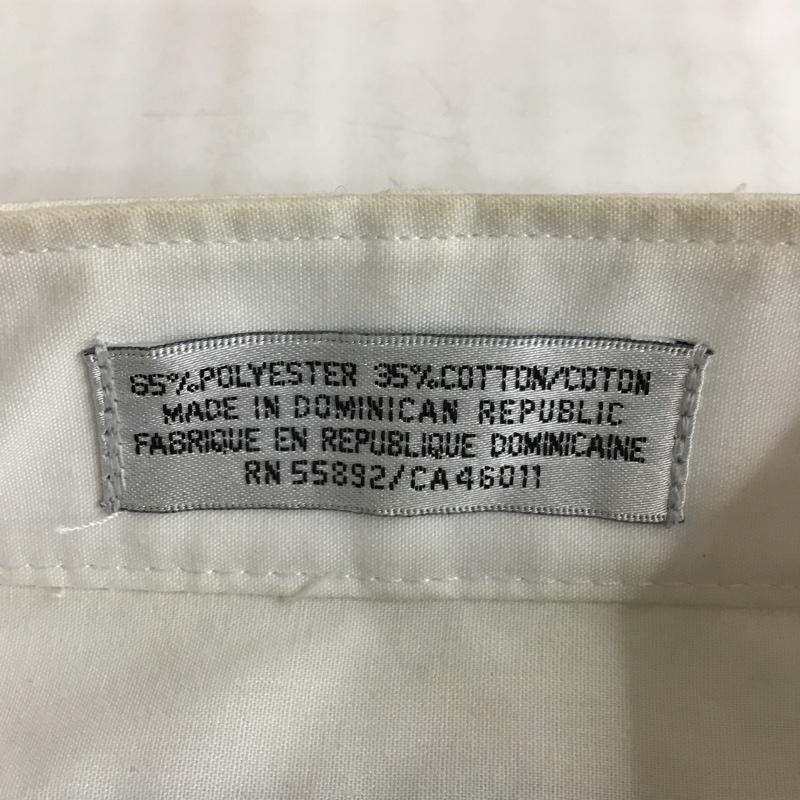 65%POLYESTER 35%COTTON/COTON
MADE IN DOMINICAN REPUBLIC
FABRIQUE EN REPUBLIQUE DOMINICAINE
RN 55892/CA 46011